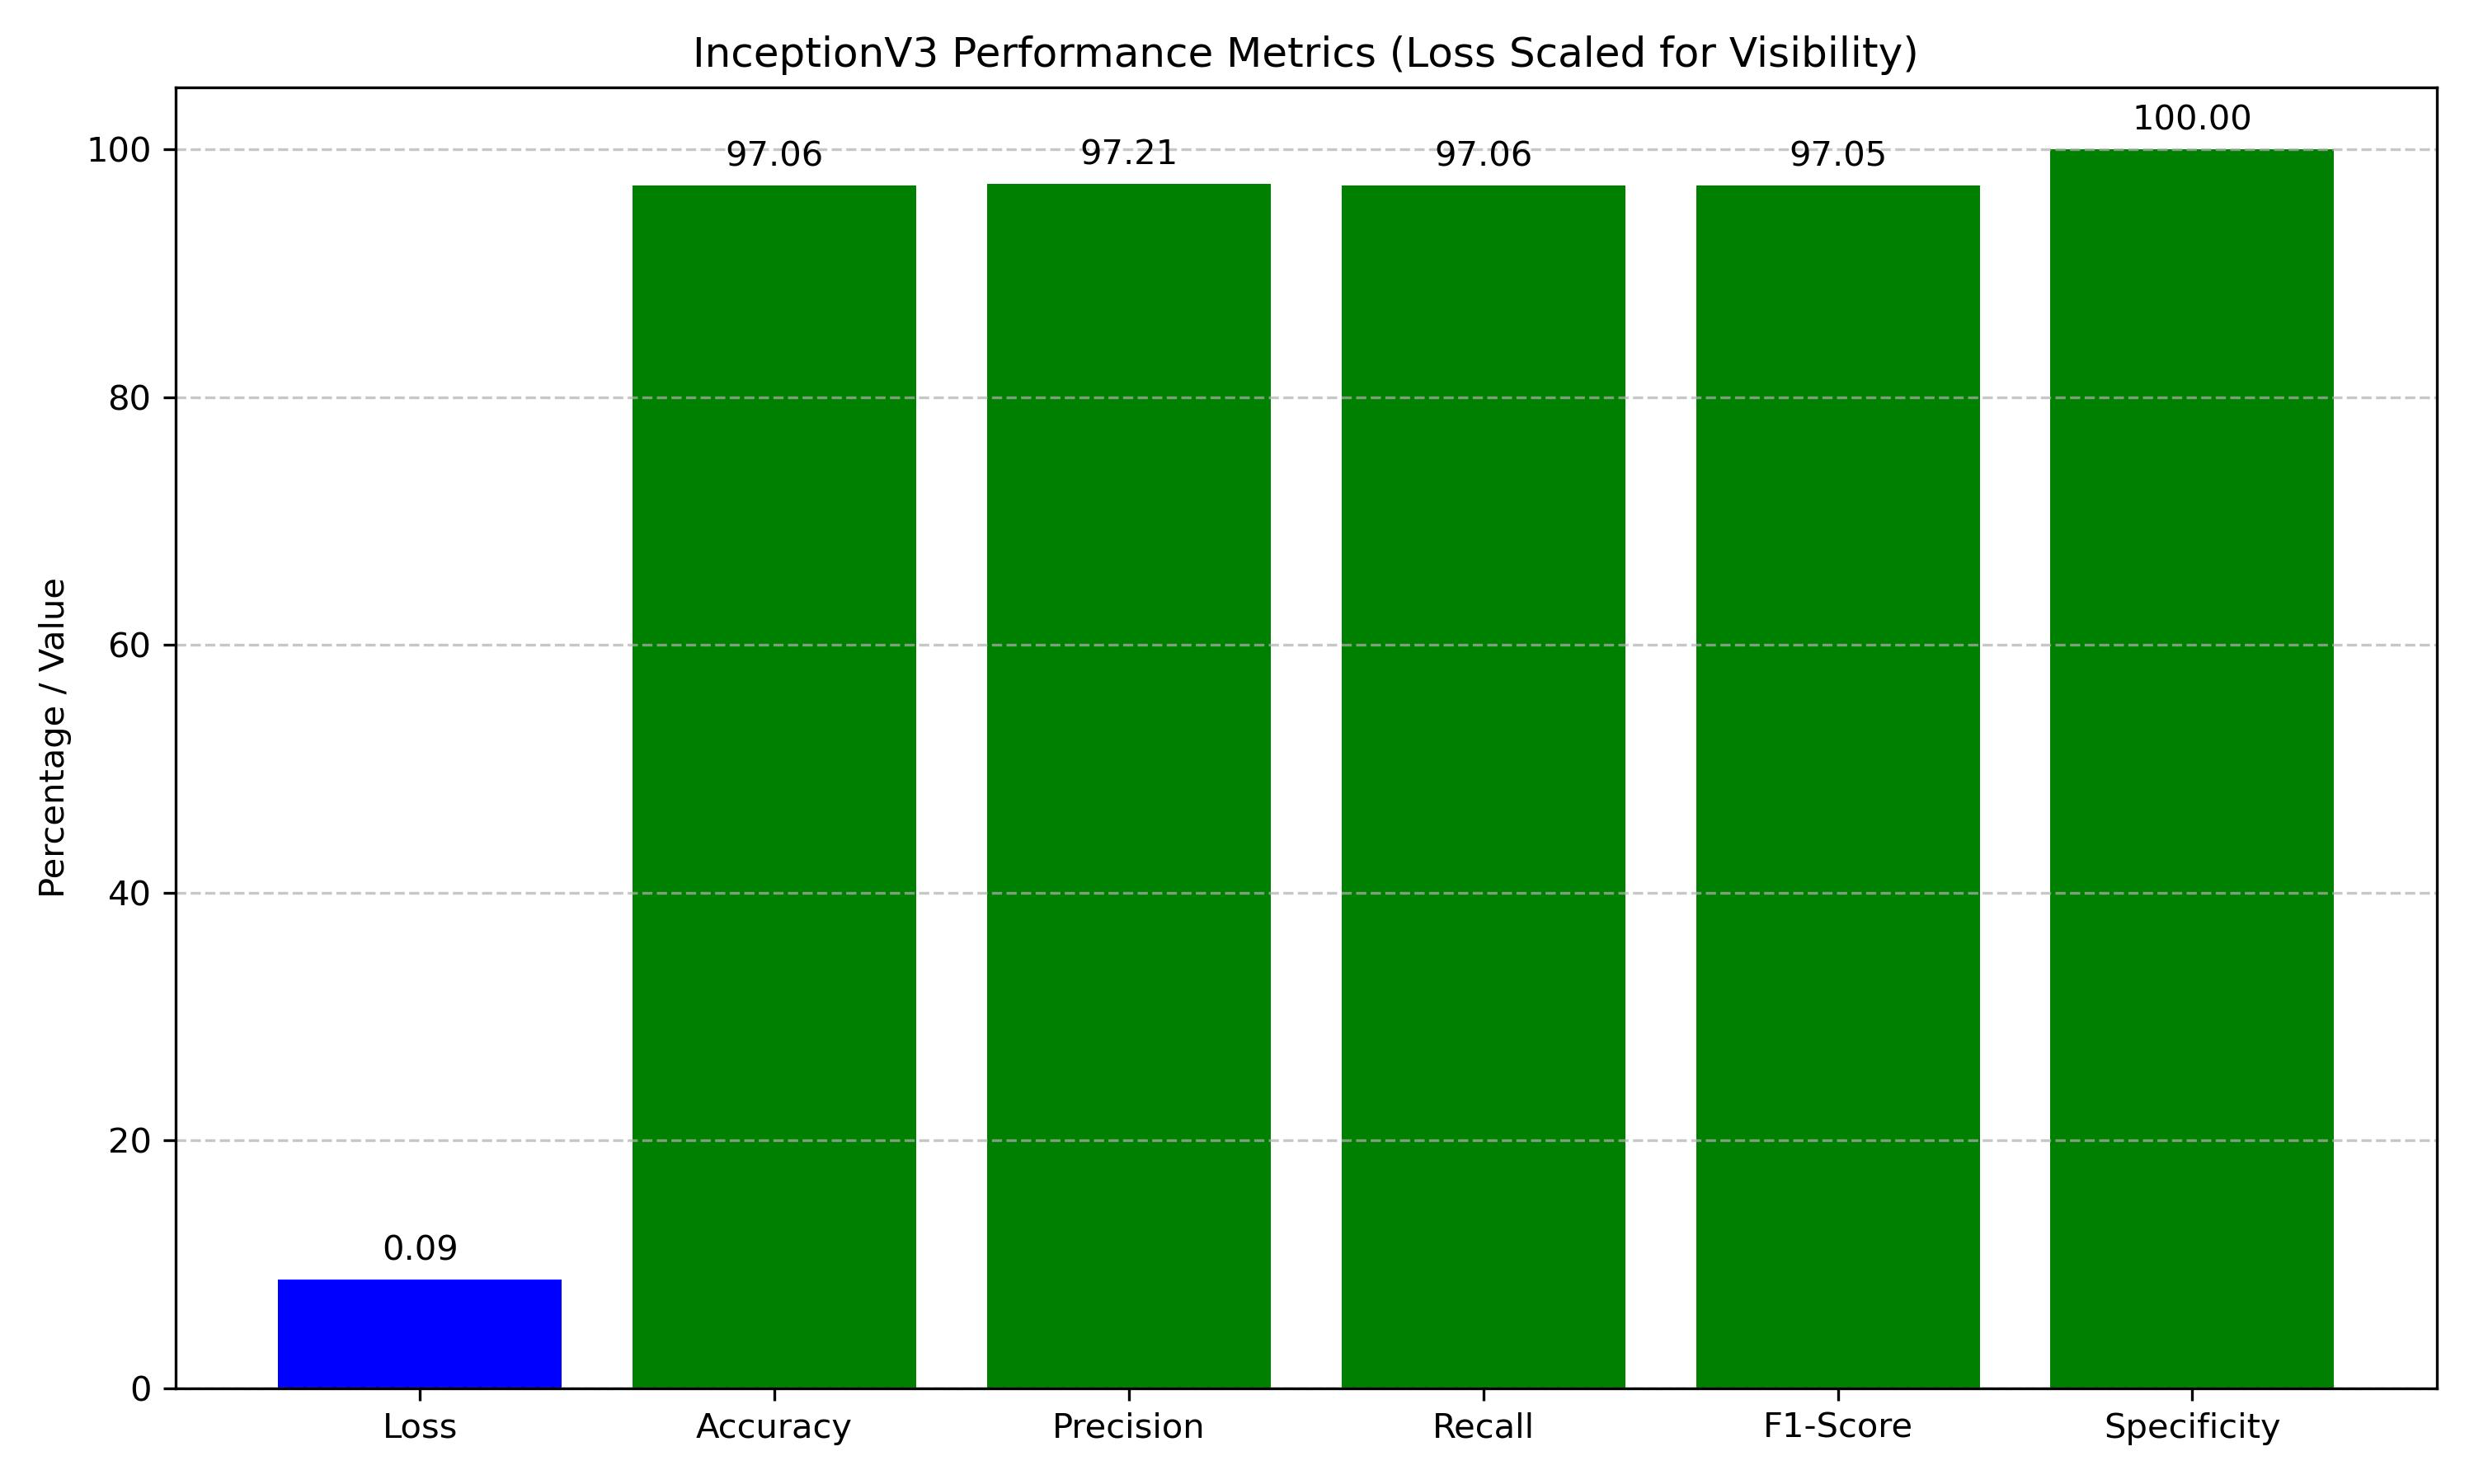 InceptionV3 Performance Metrics (Loss Scaled for Visibility)
Percentage / Value
100
80
60
40
20
0
0.09
97.06
97.21
97.06
97.05
100.00
Loss
Accuracy
Precision
Recall
F1-Score
Specificity